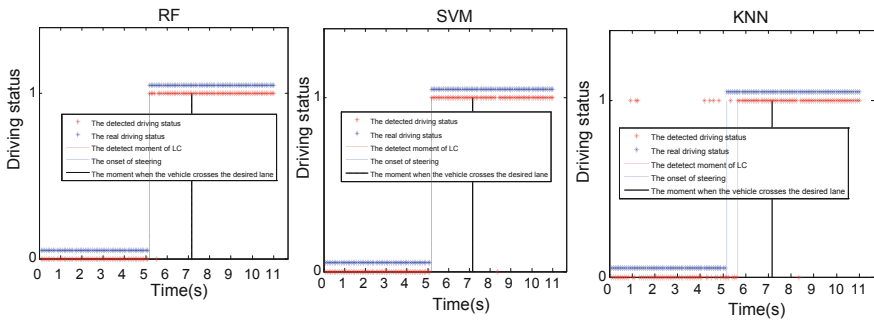 RF
Driving status
1
0
The detected driving status
The real driving status
The detetect moment of LC
The onset of steering
The moment when the vehicle crosses the desired lane
0 1 2 3 4 5 6 7 8 9 10 11
Time(s)
SVM
Driving status
1
0
The detected driving status
The real driving status
The detect moment of LC
The onset of steering
The moment when the vehicle crosses the desired lane
0 1 2 3 4 5 6 7 8 9 10 11
Time(s)
KNN
Driving status
1
0
The detected driving status
The real driving status
The detetect moment of LC
The onset of steering
The moment when the vehicle crosses the desired lane
0 1 2 3 4 5 6 7 8 9 10 11
Time(s)